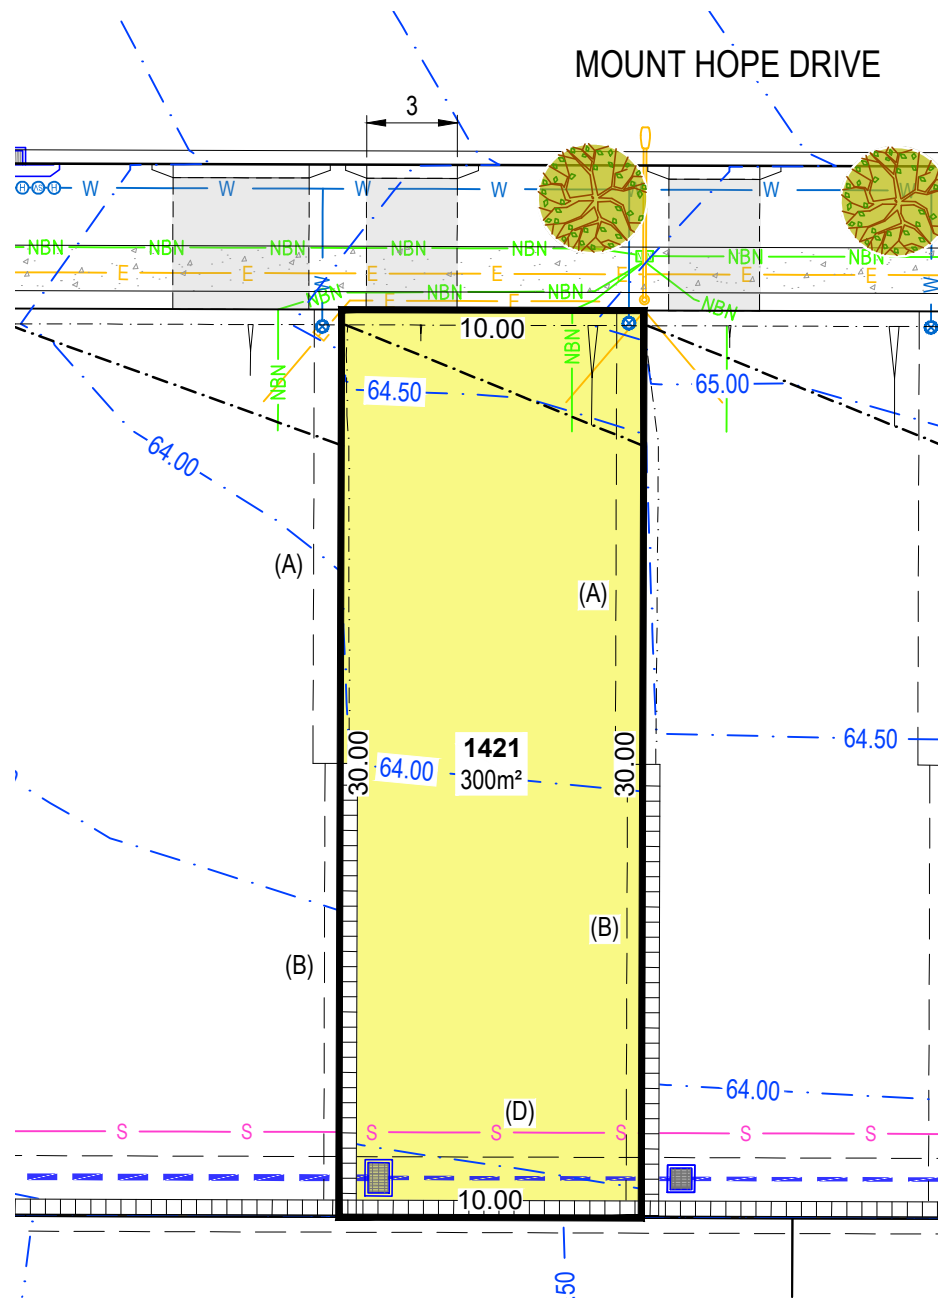 MOUNT HOPE DRIVE
3
H AS H W W W W W W W
NBN NBN NBN NBN NBN NBN NBN
E E E E E E E
NBN NBN NBN NBN
E E
W W
10.00
NBN NBN
64.50
65.00
64.00
(A)
(A)
30.00
30.00
1421
300m²
64.00
64.50
(B)
(B)
64.00
(D)
S S S S S S S
10.00
.50